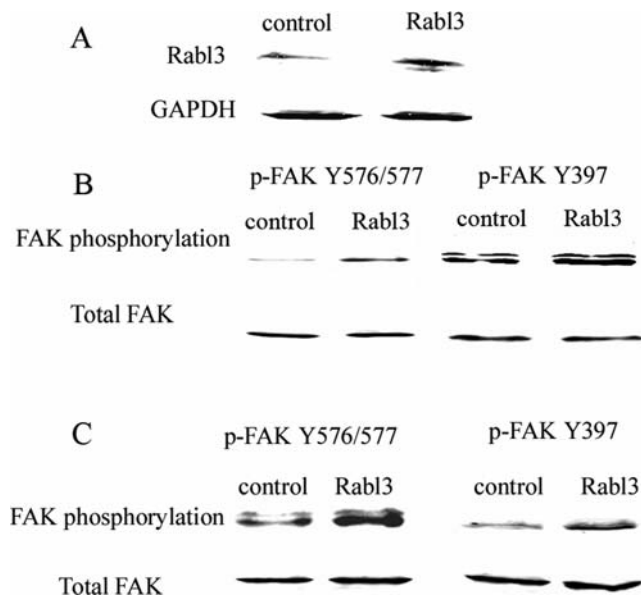 A
control Rabl3
Rabl3
GAPDH
B
p-FAK Y576/577 p-FAK Y397
control Rabl3 control Rabl3
FAK phosphorylation
Total FAK
C
p-FAK Y576/577 p-FAK Y397
control Rabl3 control Rabl3
FAK phosphorylation
Total FAK